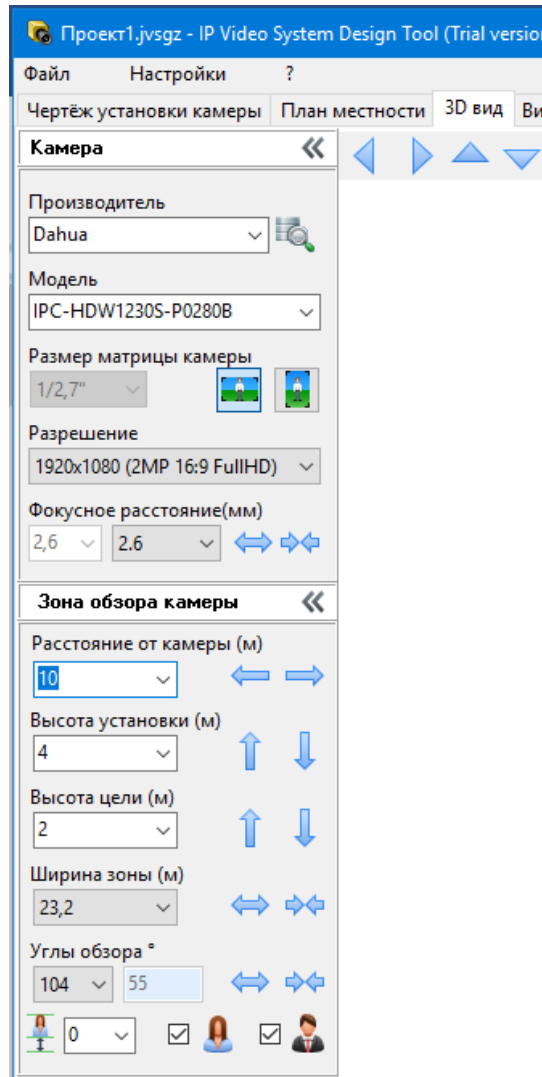 Проект1.jvsgz - IP Video System Design Tool (Trial version
Файл Настройки ?
Чертёж установки камеры План местности 3D вид Ви
Камера
Производитель
Dahua
Модель
IPC-HDW1230S-P0280B
Размер матрицы камеры
1/2,7"
Разрешение
1920x1080 (2MP 16:9 FullHD)
Фокусное расстояние(мм)
2,6 2.6
Зона обзора камеры
Расстояние от камеры (м)
10
Высота установки (м)
4
Высота цели (м)
2
Ширина зоны (м)
23,2
Углы обзора °
104 55
0